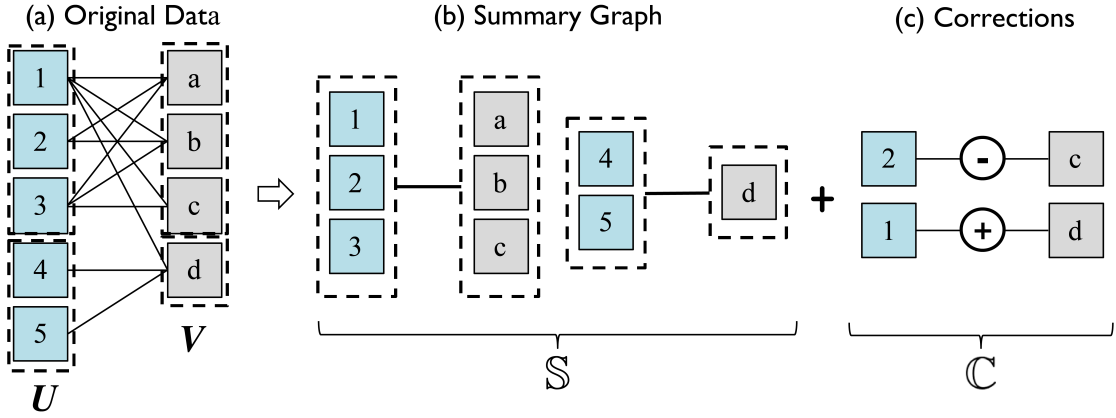 (a) Original Data
(b) Summary Graph
(c) Corrections
1
2
3
4
5
U
a
b
c
d
V
1
2
3
a
b
c
4
5
d
𝕊
+
2 - c
1 + d
ℂ